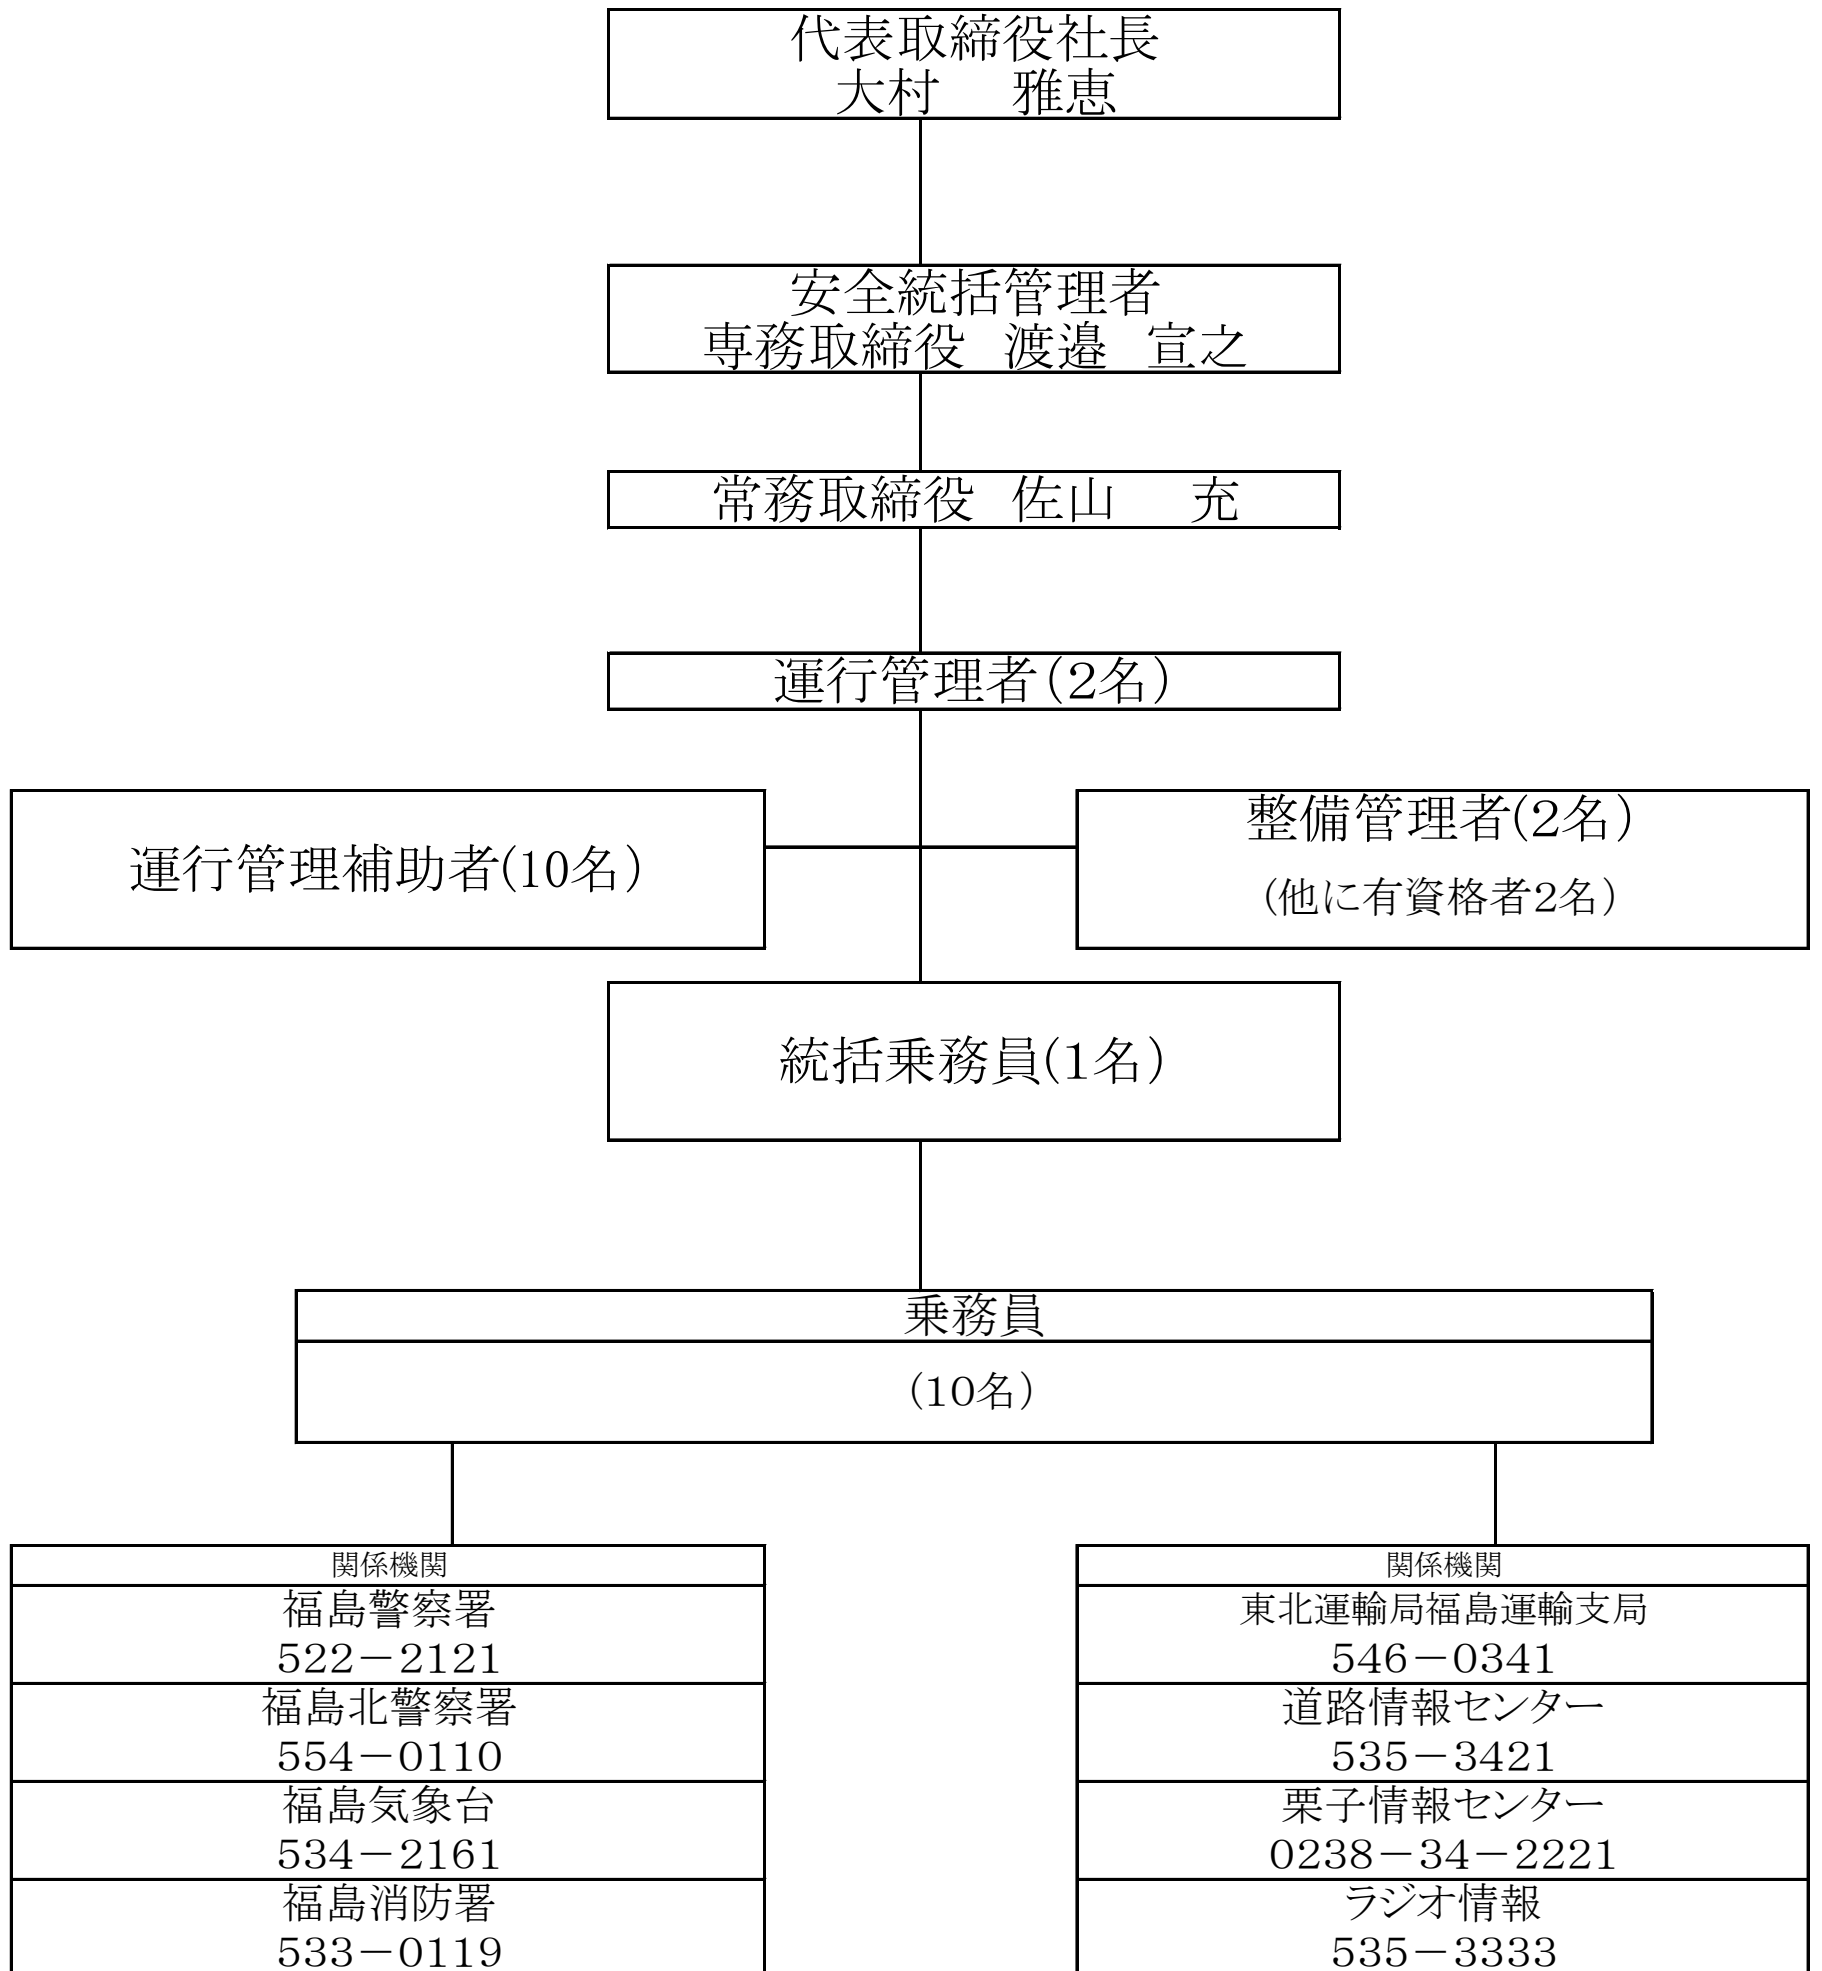 代表取締役社長
大村　雅恵
安全統括管理者
専務取締役 渡邉 宣之
常務取締役 佐山　充
運行管理者(2名)
運行管理補助者(10名)
整備管理者(2名)
(他に有資格者2名)
統括乗務員(1名)
乗務員
(10名)
関係機関
福島警察署
522－2121
福島北警察署
554－0110
福島気象台
534－2161
福島消防署
533－0119
関係機関
東北運輸局福島運輸支局
546－0341
道路情報センター
535－3421
栗子情報センター
0238－34－2221
ラジオ情報
535－3333